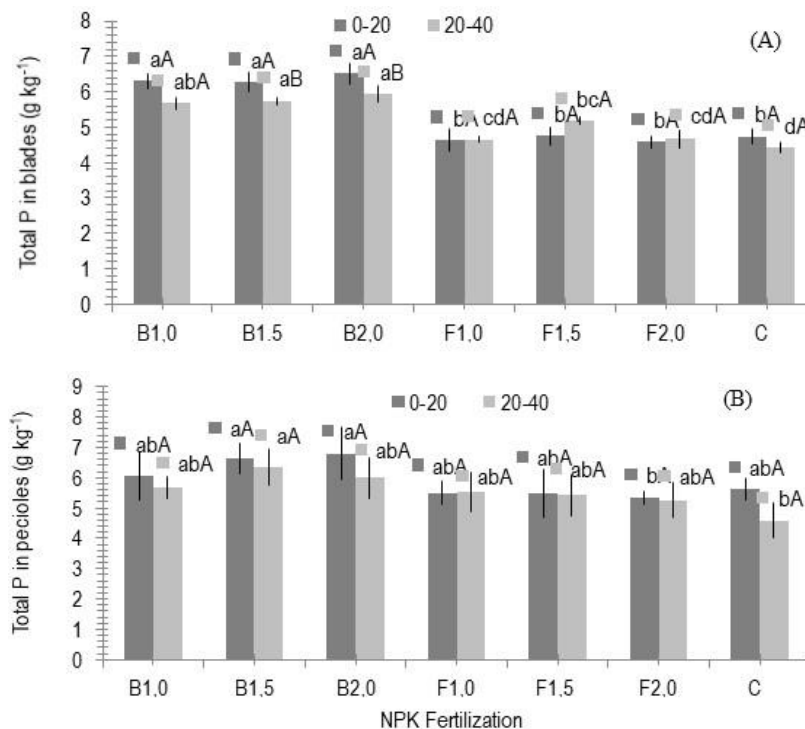 8
7
6
5
4
3
2
1
0
Total P in blades (g kg⁻¹)
0-20 20-40
(A)
aA abA aA aB aA aB bA cdA bA bcA bA cdA bA dA
B1,0 B1.5 B2,0 F1,0 F1,5 F2,0 C
9
8
7
6
5
4
3
2
1
0
Total P in pecioles (g kg⁻¹)
0-20 20-40
(B)
abA abA aA aA aA abA abA abA abA abA bA abA abA bA
B1,0 B1,5 B2,0 F1,0 F1,5 F2,0 C
NPK Fertilization